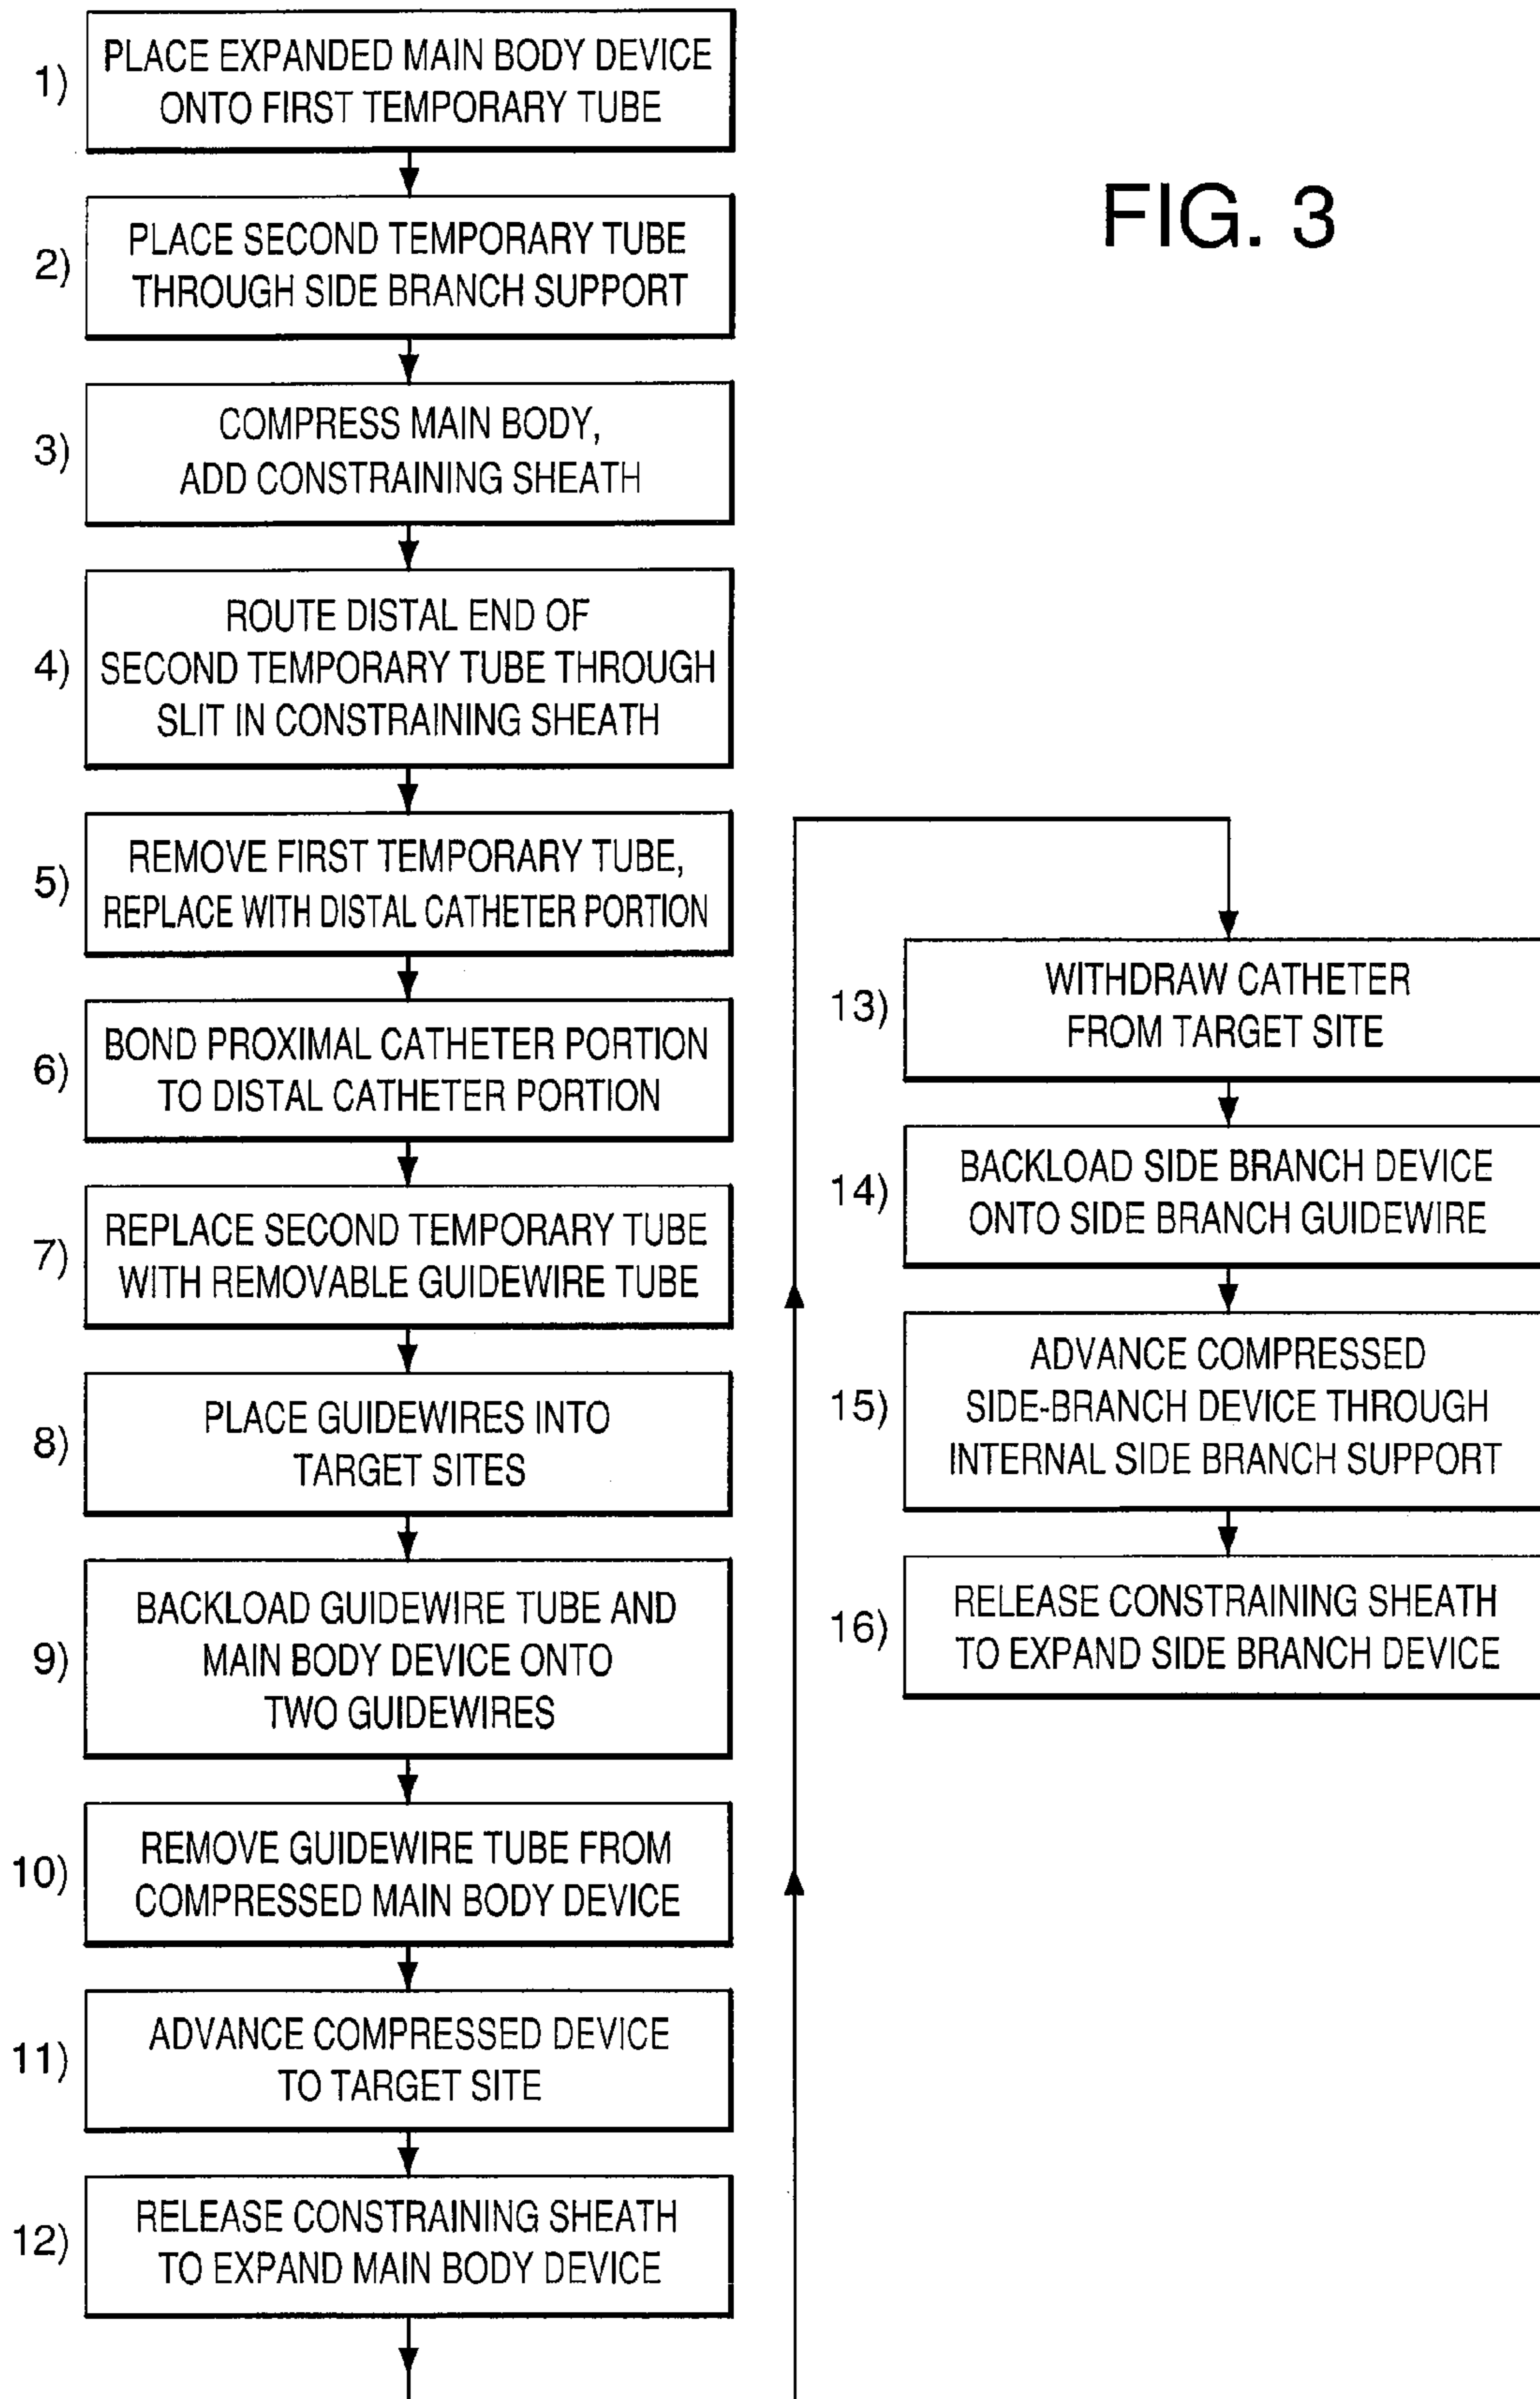 FIG. 3
1)
PLACE EXPANDED MAIN BODY DEVICE
ONTO FIRST TEMPORARY TUBE
2)
PLACE SECOND TEMPORARY TUBE
THROUGH SIDE BRANCH SUPPORT
3)
COMPRESS MAIN BODY,
ADD CONSTRAINING SHEATH
4)
ROUTE DISTAL END OF
SECOND TEMPORARY TUBE THROUGH
SLIT IN CONSTRAINING SHEATH
5)
REMOVE FIRST TEMPORARY TUBE,
REPLACE WITH DISTAL CATHETER PORTION
6)
BOND PROXIMAL CATHETER PORTION
TO DISTAL CATHETER PORTION
7)
REPLACE SECOND TEMPORARY TUBE
WITH REMOVABLE GUIDEWIRE TUBE
8)
PLACE GUIDEWIRES INTO
TARGET SITES
9)
BACKLOAD GUIDEWIRE TUBE AND
MAIN BODY DEVICE ONTO
TWO GUIDEWIRES
10)
REMOVE GUIDEWIRE TUBE FROM
COMPRESSED MAIN BODY DEVICE
11)
ADVANCE COMPRESSED DEVICE
TO TARGET SITE
12)
RELEASE CONSTRAINING SHEATH
TO EXPAND MAIN BODY DEVICE
13)
WITHDRAW CATHETER
FROM TARGET SITE
14)
BACKLOAD SIDE BRANCH DEVICE
ONTO SIDE BRANCH GUIDEWIRE
15)
ADVANCE COMPRESSED
SIDE-BRANCH DEVICE THROUGH
INTERNAL SIDE BRANCH SUPPORT
16)
RELEASE CONSTRAINING SHEATH
TO EXPAND SIDE BRANCH DEVICE